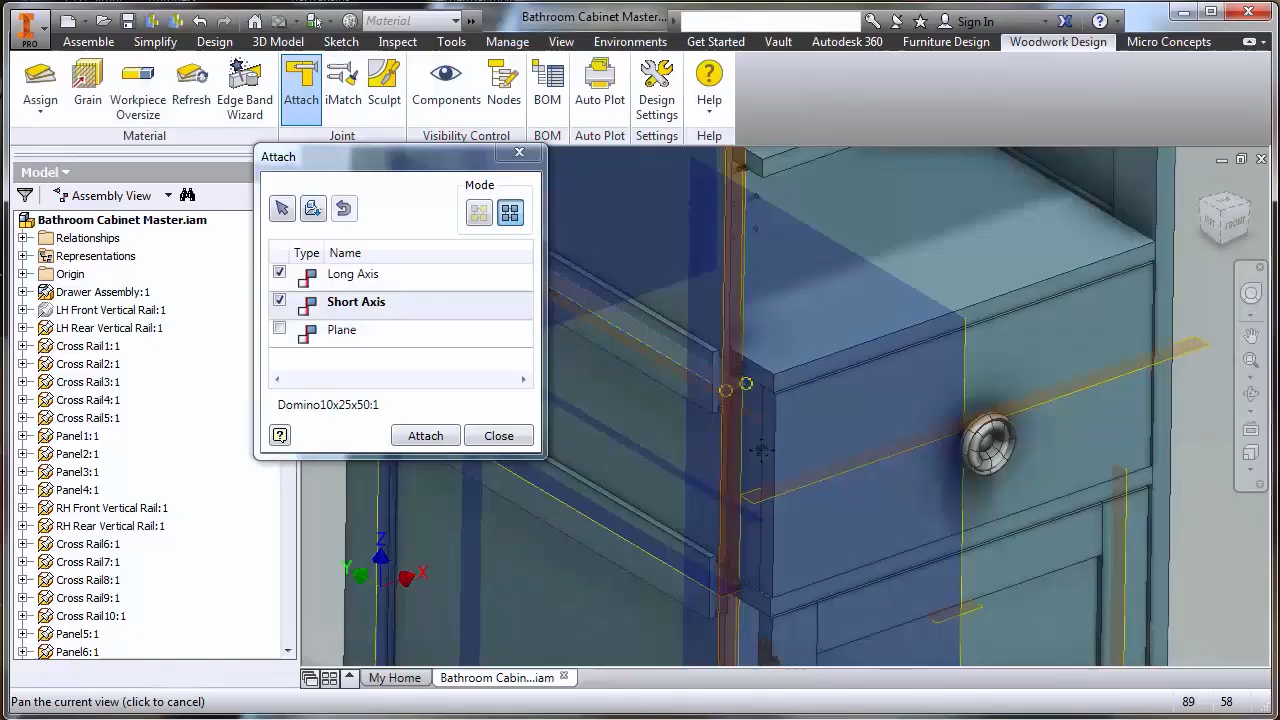 Material
Bathroom Cabinet Master...
Sign In
PRO
Assemble
Simplify
Design
3D Model
Sketch
Inspect
Tools
Manage
View
Environments
Get Started
Vault
Autodesk 360
Furniture Design
Woodwork Design
Micro Concepts
Assign
Grain
Workpiece Oversize
Refresh
Edge Band Wizard
Attach
iMatch
Sculpt
Components
Nodes
BOM
Auto Plot
Design Settings
Help
Material
Joint
Visibility Control
BOM
Auto Plot
Settings
Help
Model
Assembly View
Bathroom Cabinet Master.iam
Relationships
Representations
Origin
Drawer Assembly:1
LH Front Vertical Rail:1
LH Rear Vertical Rail:1
Cross Rail1:1
Cross Rail2:1
Cross Rail3:1
Cross Rail4:1
Cross Rail5:1
Panel1:1
Panel2:1
Panel3:1
Panel4:1
RH Front Vertical Rail:1
RH Rear Vertical Rail:1
Cross Rail6:1
Cross Rail7:1
Cross Rail8:1
Cross Rail9:1
Cross Rail10:1
Panel5:1
Panel6:1
Attach
Mode
Type Name
Long Axis
Short Axis
Plane
Domino10x25x50:1
Attach
Close
FRONT
Z
Y
X
My Home
Bathroom Cabin...iam
Pan the current view (click to cancel)
89
58